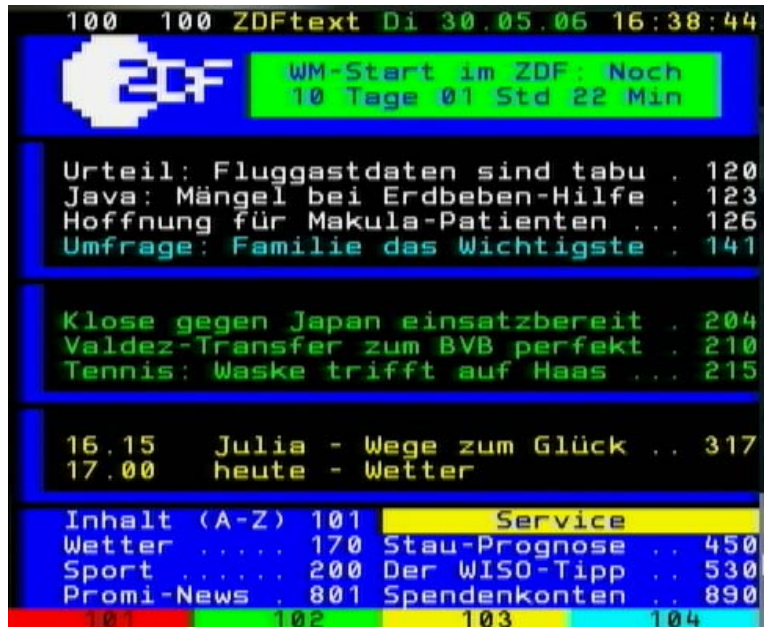 100 100 ZDFtext Di 30.05.06 16:38:44
ZDF
WM-Start im ZDF: Noch
10 Tage 01 Std 22 Min
Urteil: Fluggastdaten sind tabu . 120
Java: Mängel bei Erdbeben-Hilfe . 123
Hoffnung für Makula-Patienten ... 126
Umfrage: Familie das Wichtigste . 141
Klose gegen Japan einsatzbereit . 204
Valdez-Transfer zum BVB perfekt . 210
Tennis: Waske trifft auf Haas ... 215
16.15 Julia - Wege zum Glück .. 317
17.00 heute - Wetter
Inhalt (A-Z) 101 Service
Wetter ..... 170 Stau-Prognose .. 450
Sport ...... 200 Der WISO-Tipp .. 530
Promi-News . 801 Spendenkonten .. 890
101 102 103 104